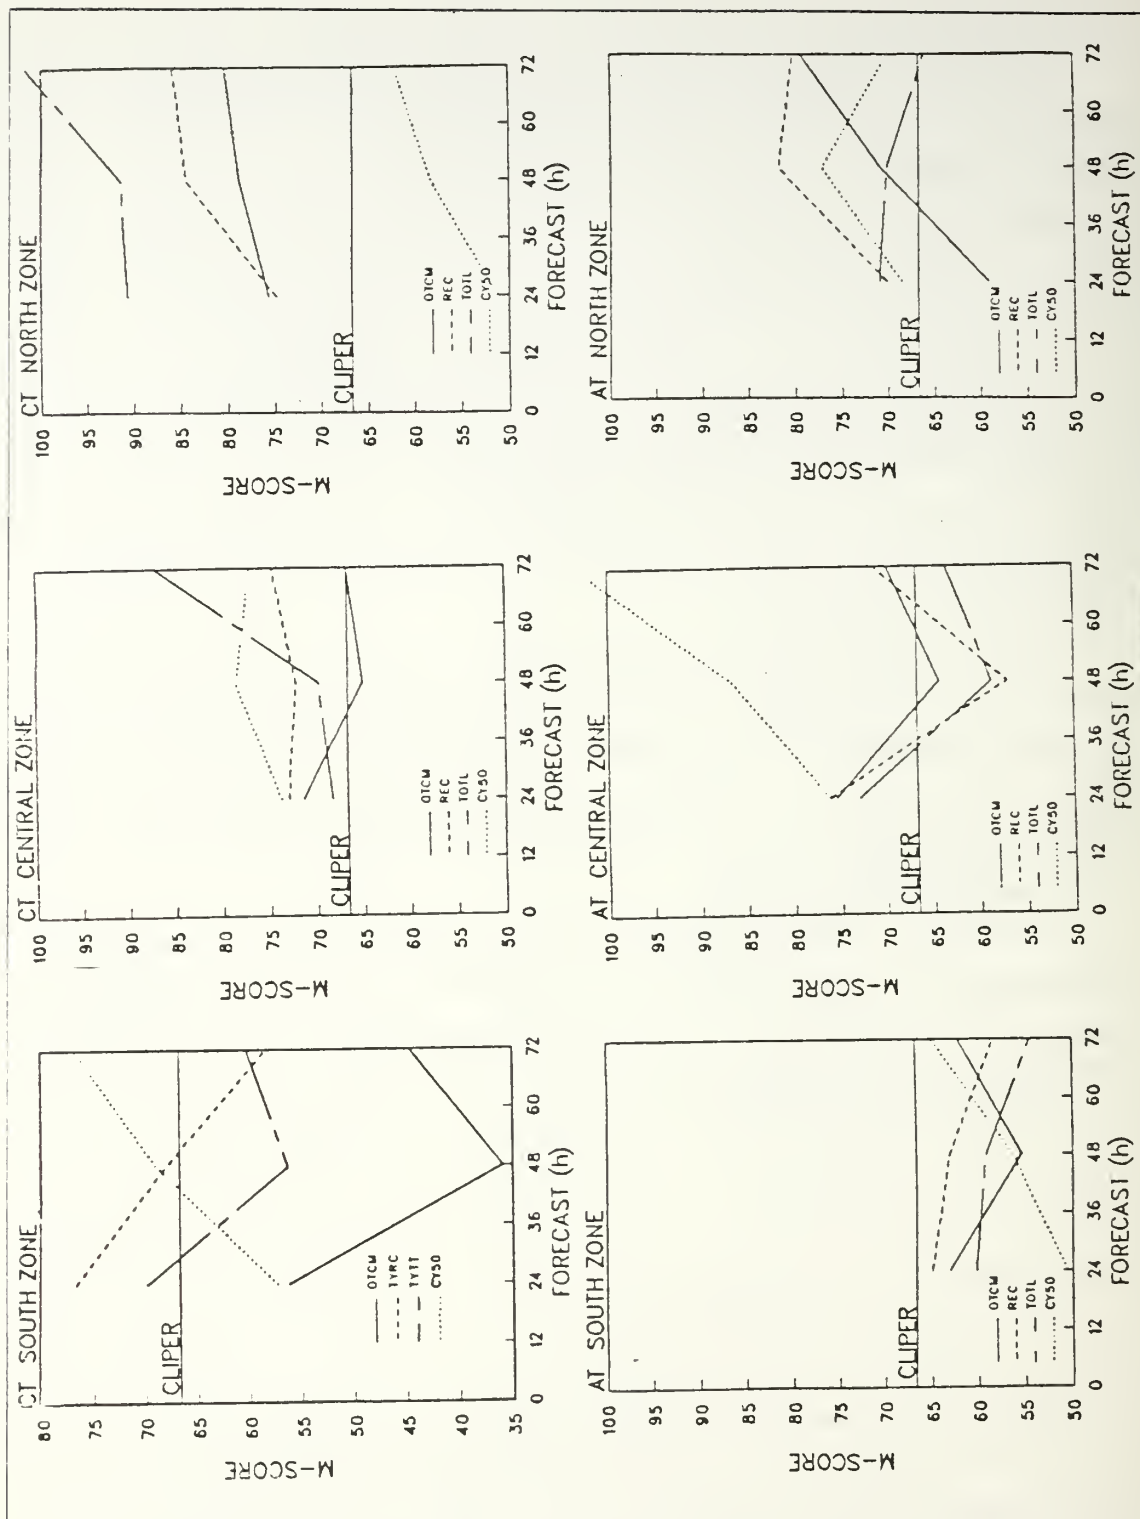 CT SOUTH ZONE
80
75
70
65
60
55
50
45
40
35
M-SCORE
CLIPER
OTCM
TYRC
TYTT
CY50
0
12
24
36
48
60
72
FORECAST (h)
CT CENTRAL ZONE
100
95
90
85
80
75
70
65
60
55
50
M-SCORE
CLIPER
OTCM
REC
TOTL
CY50
0
12
24
36
48
60
72
FORECAST (h)
CT NORTH ZONE
100
95
90
85
80
75
70
65
60
55
50
M-SCORE
CLIPER
OTCM
REC
TOTL
CY50
0
12
24
36
48
60
72
FORECAST (h)
AT SOUTH ZONE
100
95
90
85
80
75
70
65
60
55
50
M-SCORE
CLIPER
OTCM
REC
TOTL
CY50
0
12
24
36
48
60
72
FORECAST (h)
AT CENTRAL ZONE
100
95
90
85
80
75
70
65
60
55
50
M-SCORE
CLIPER
OTCM
REC
TOTL
CY50
0
12
24
36
48
60
72
FORECAST (h)
AT NORTH ZONE
100
95
90
85
80
75
70
65
60
55
50
M-SCORE
CLIPER
OTCM
REC
TOTL
CY50
0
12
24
36
48
60
72
FORECAST (h)